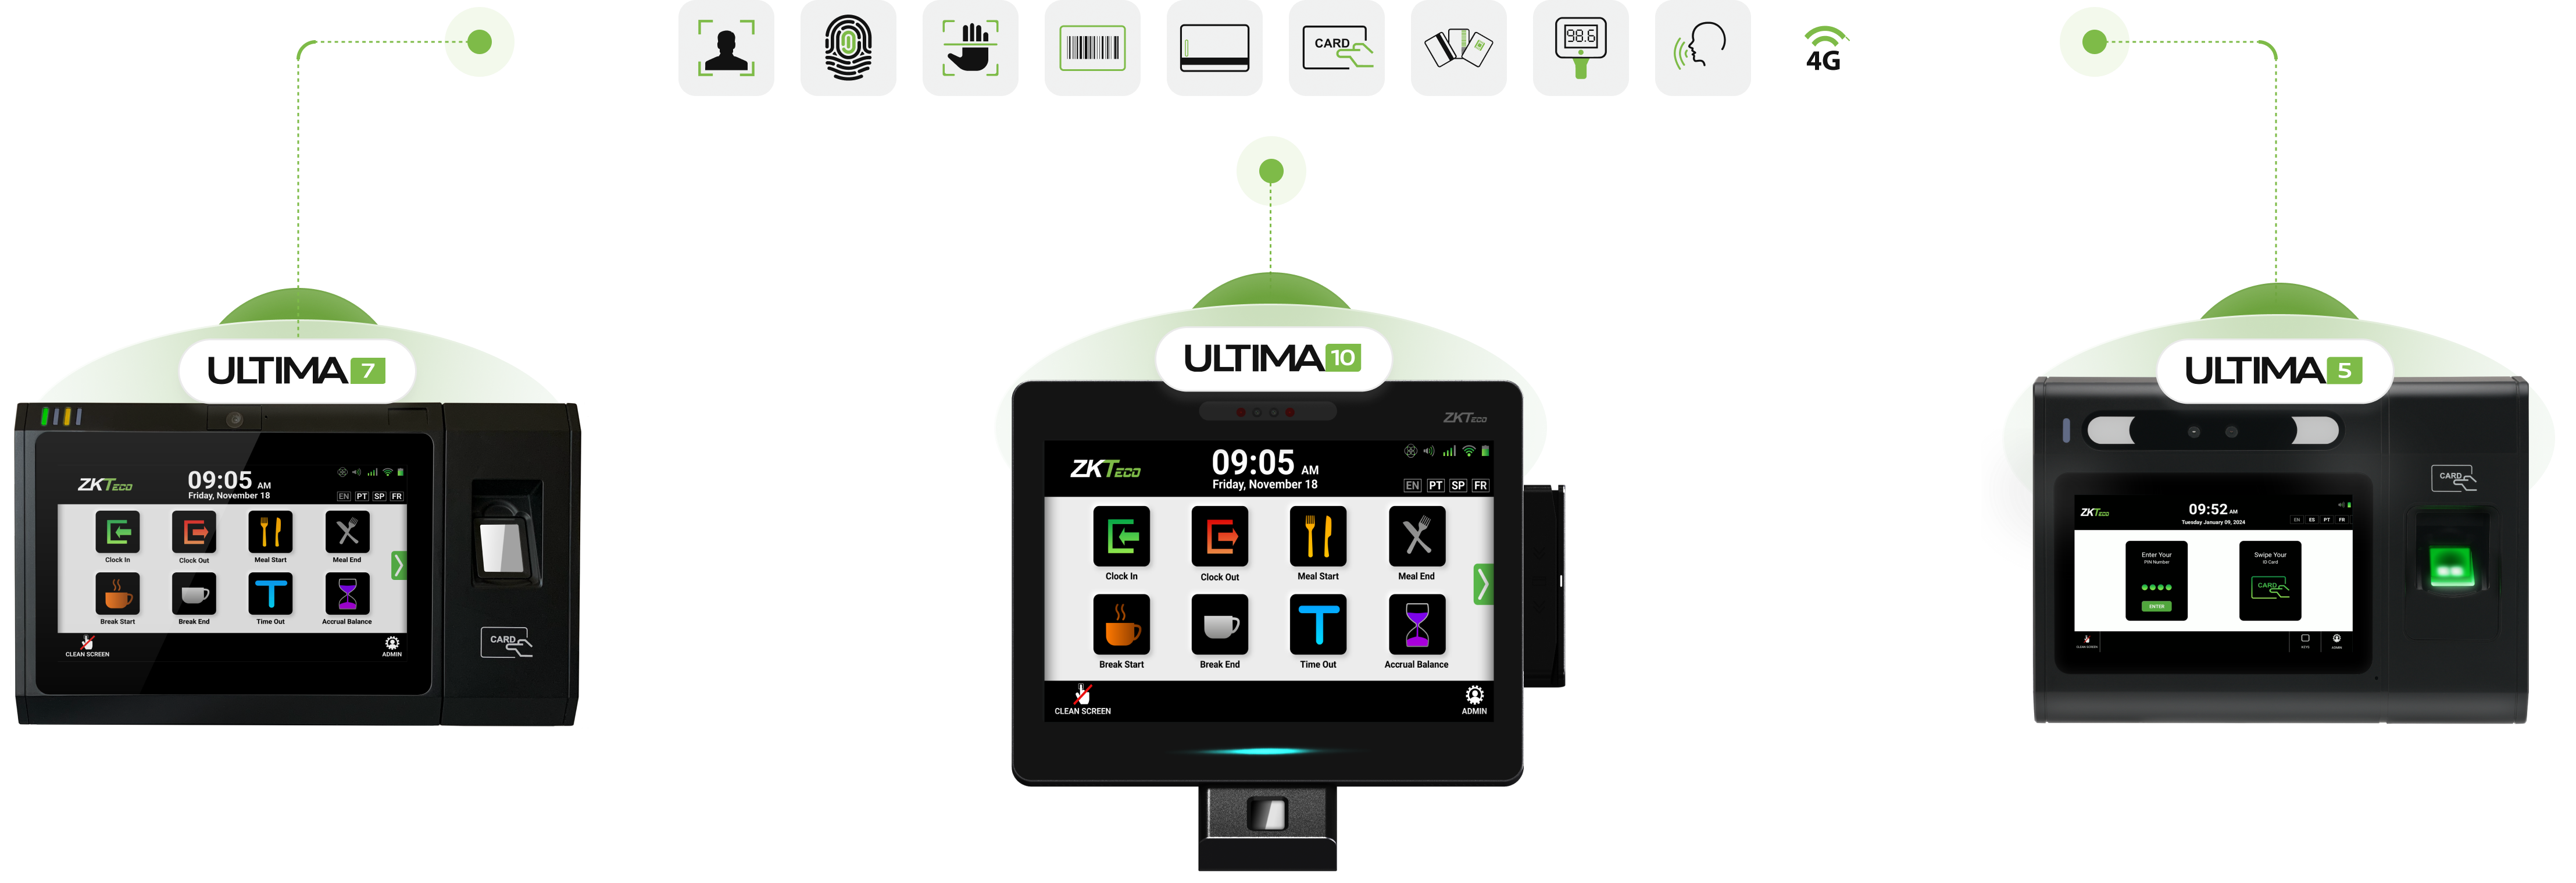 CARD
98.6
4G
ULTIMA 7
ZKTECO
09:05 AM
Friday, November 18
EN PT SP FR
Clock In
Clock Out
Meal Start
Meal End
Break Start
Break End
Time Out
Accrual Balance
CLEAN SCREEN
ADMIN
CARD
ULTIMA 10
ZKTECO
ZKTECO
09:05 AM
Friday, November 18
EN PT SP FR
Clock In
Clock Out
Meal Start
Meal End
Break Start
Break End
Time Out
Accrual Balance
CLEAN SCREEN
ADMIN
ULTIMA 5
CARD
ZKTECO
09:52 AM
Tuesday January 09, 2024
EN ES PT FR
Enter Your
PIN Number
ENTER
Swipe Your
ID Card
CARD
CLEAN SCREEN
KEYS
ADMIN